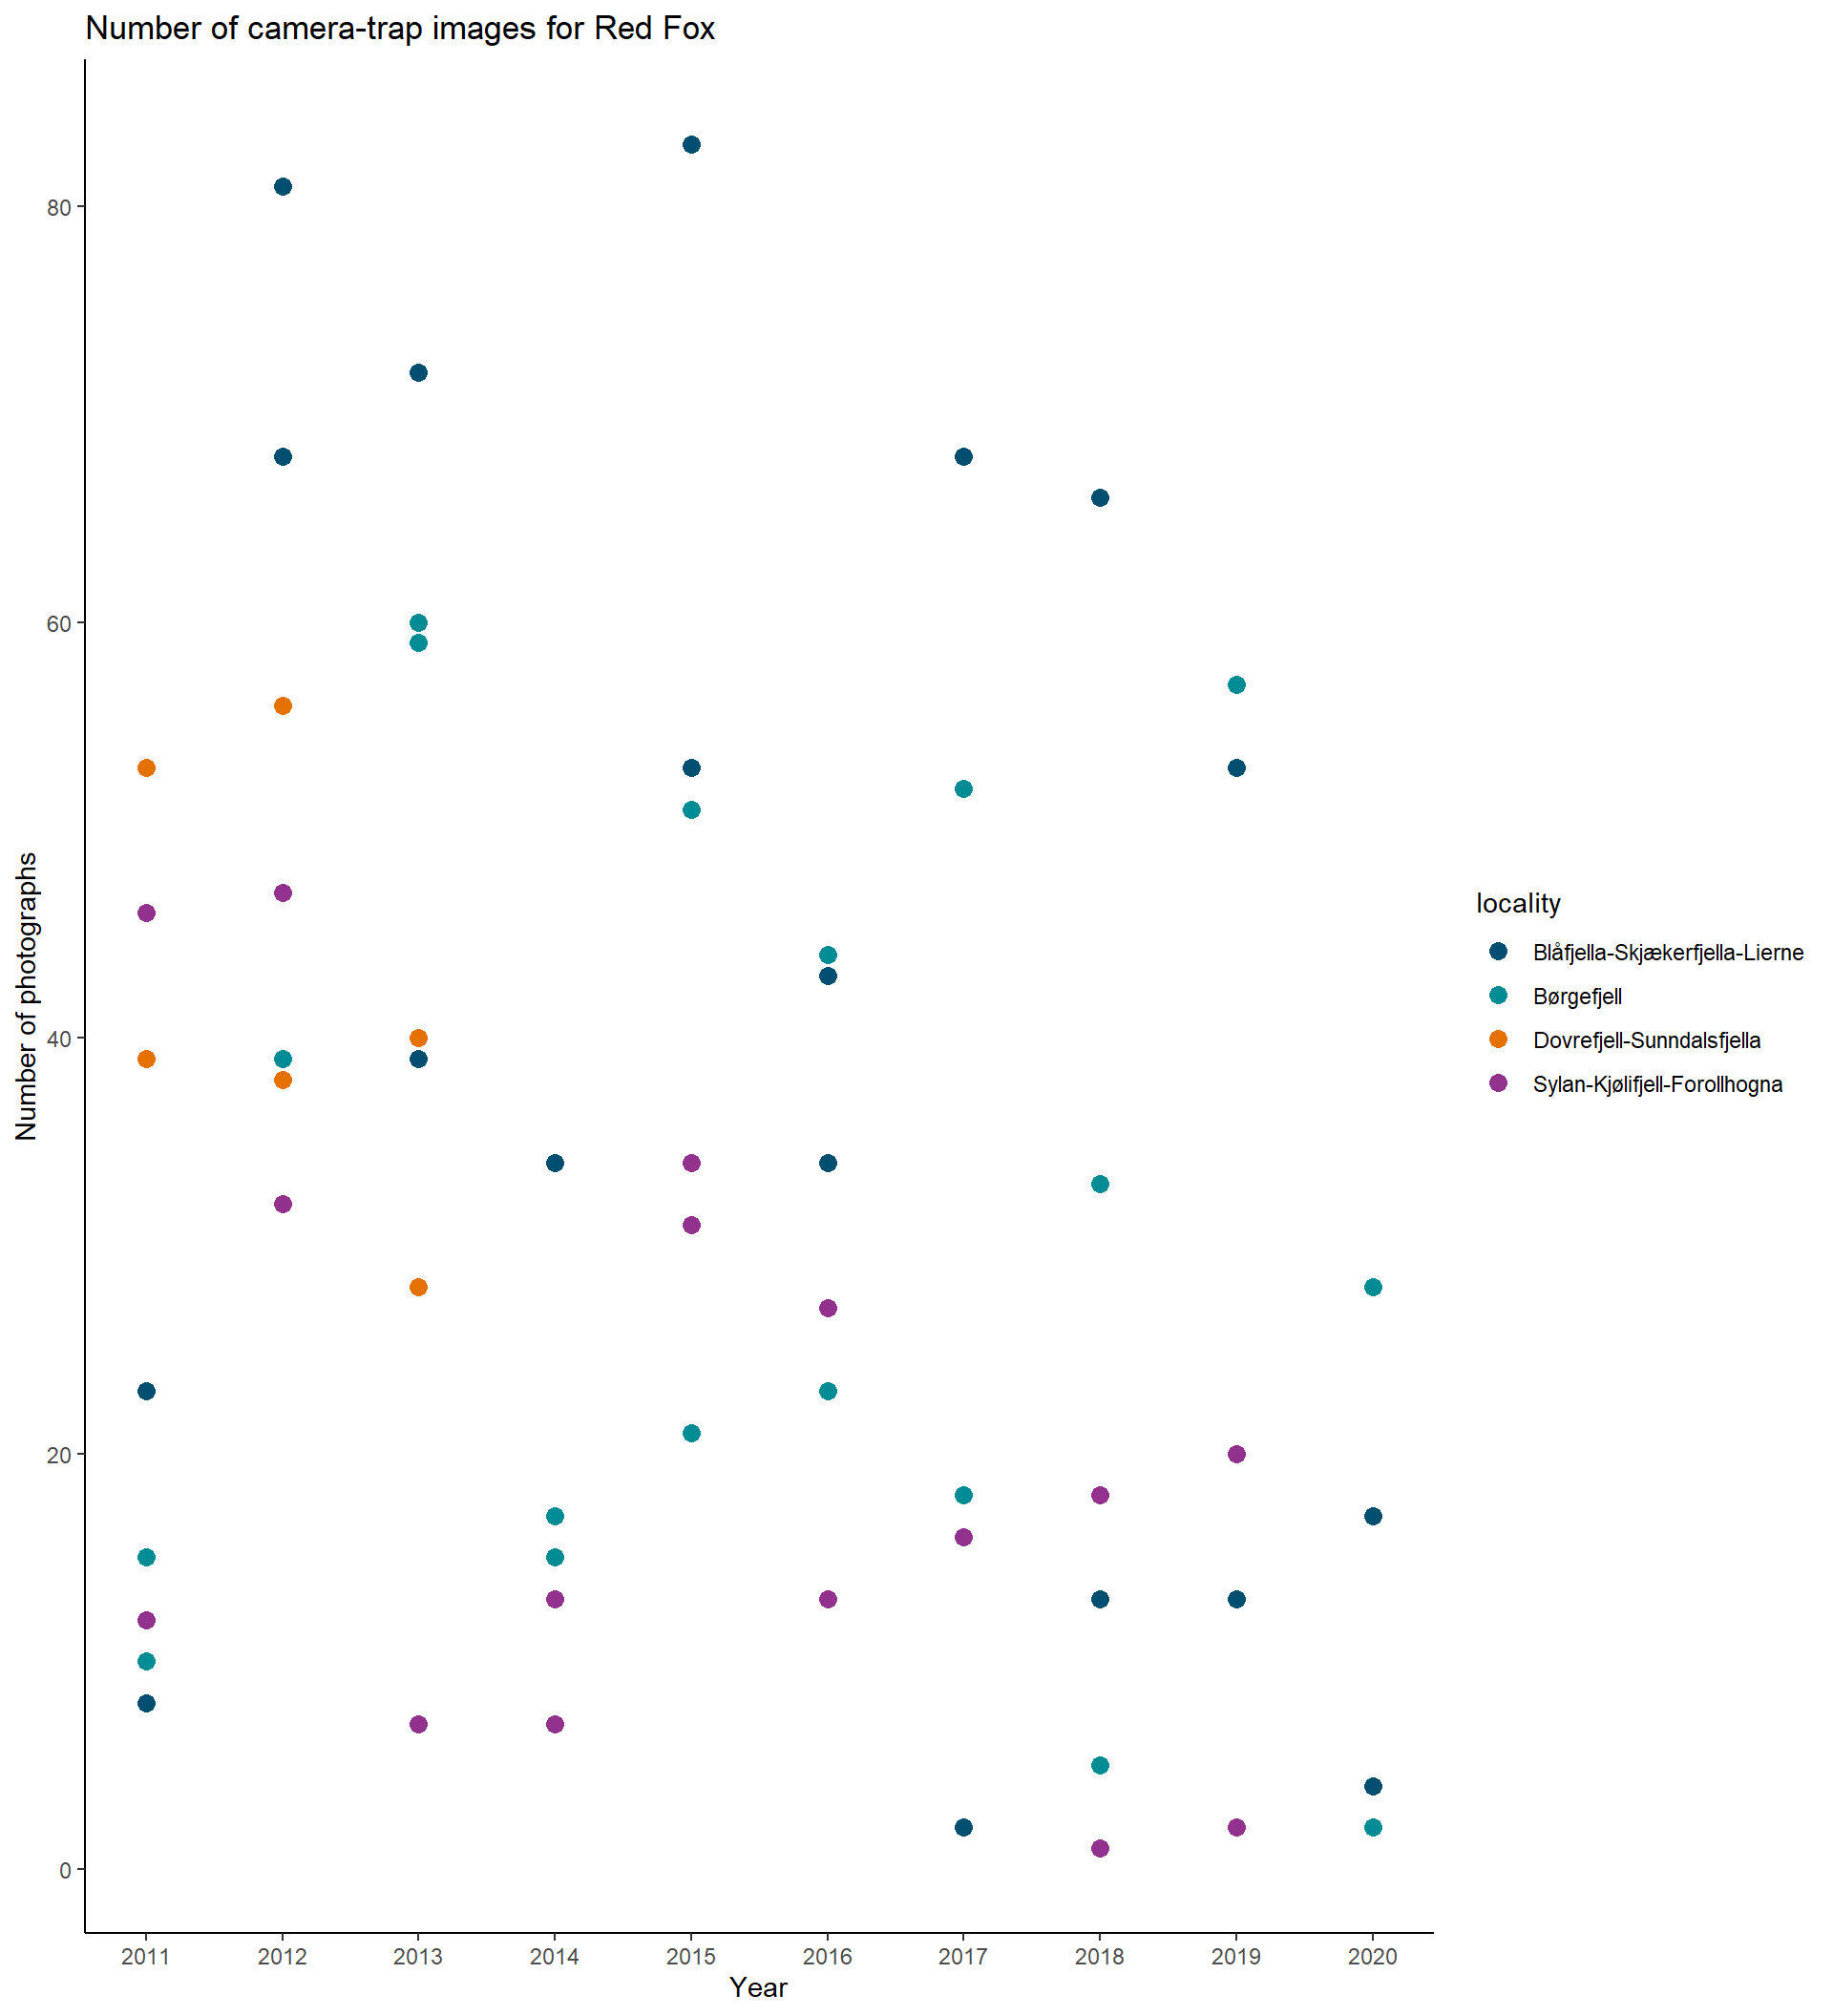 Number of camera-trap images for Red Fox
Number of photographs
80
60
40
20
0
2011 2012 2013 2014 2015 2016 2017 2018 2019 2020
Year
locality
Blåfjella-Skjækerfjella-Lierne
Børgefjell
Dovrefjell-Sunndalsfjella
Sylan-Kjølifjell-Forollhogna